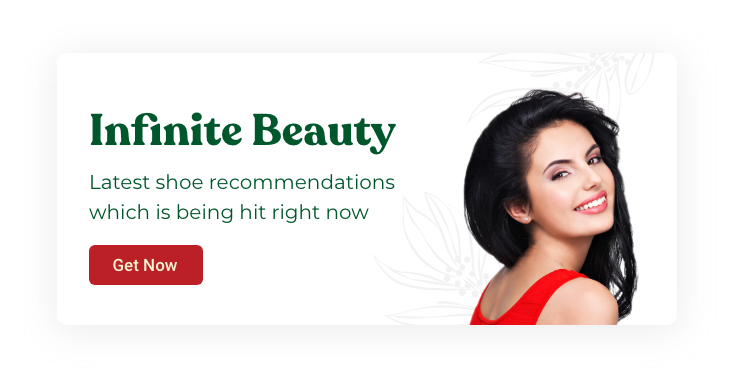 Infinite Beauty
Latest shoe recommendations
which is being hit right now
Get Now